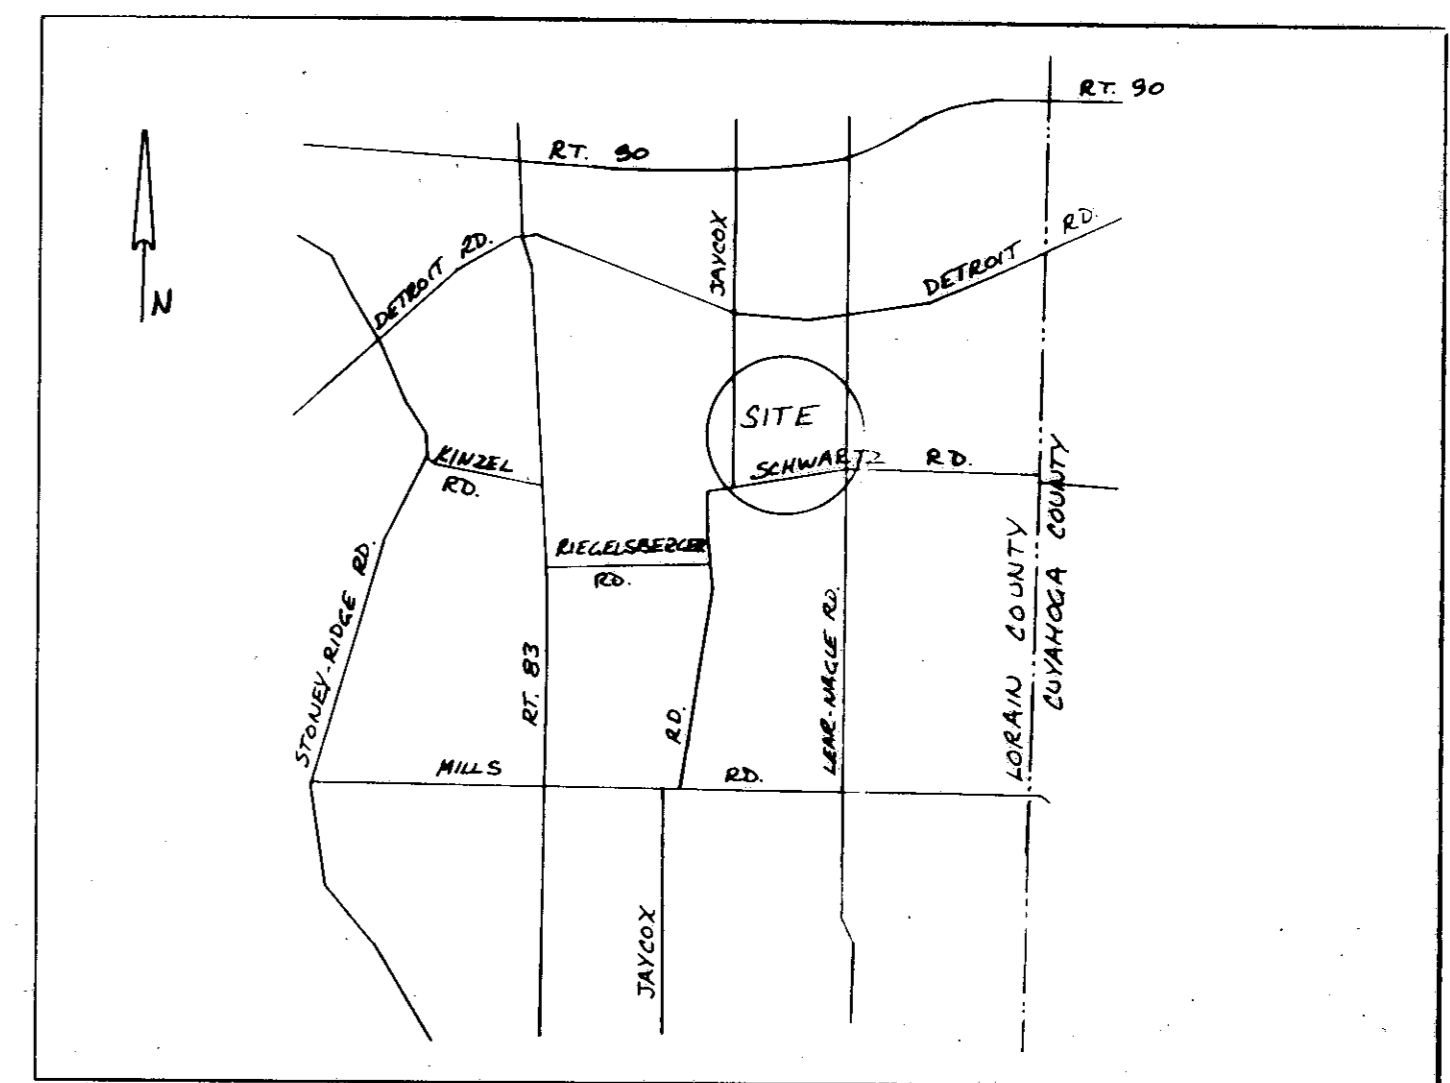 RT. 90
RT. 90
N
JAYCOX
DETROIT RD.
DETROIT RD.
SITE
KINZEL
RD.
SCHWARTZ RD.
RIEGELSBERGER
RD.
STONEY-RIDGE RD.
RT. 83
RD.
LEAR-NAGLE RD.
LORAIN COUNTY
CUYAHOGA COUNTY
MILLS RD.
JAYCOX